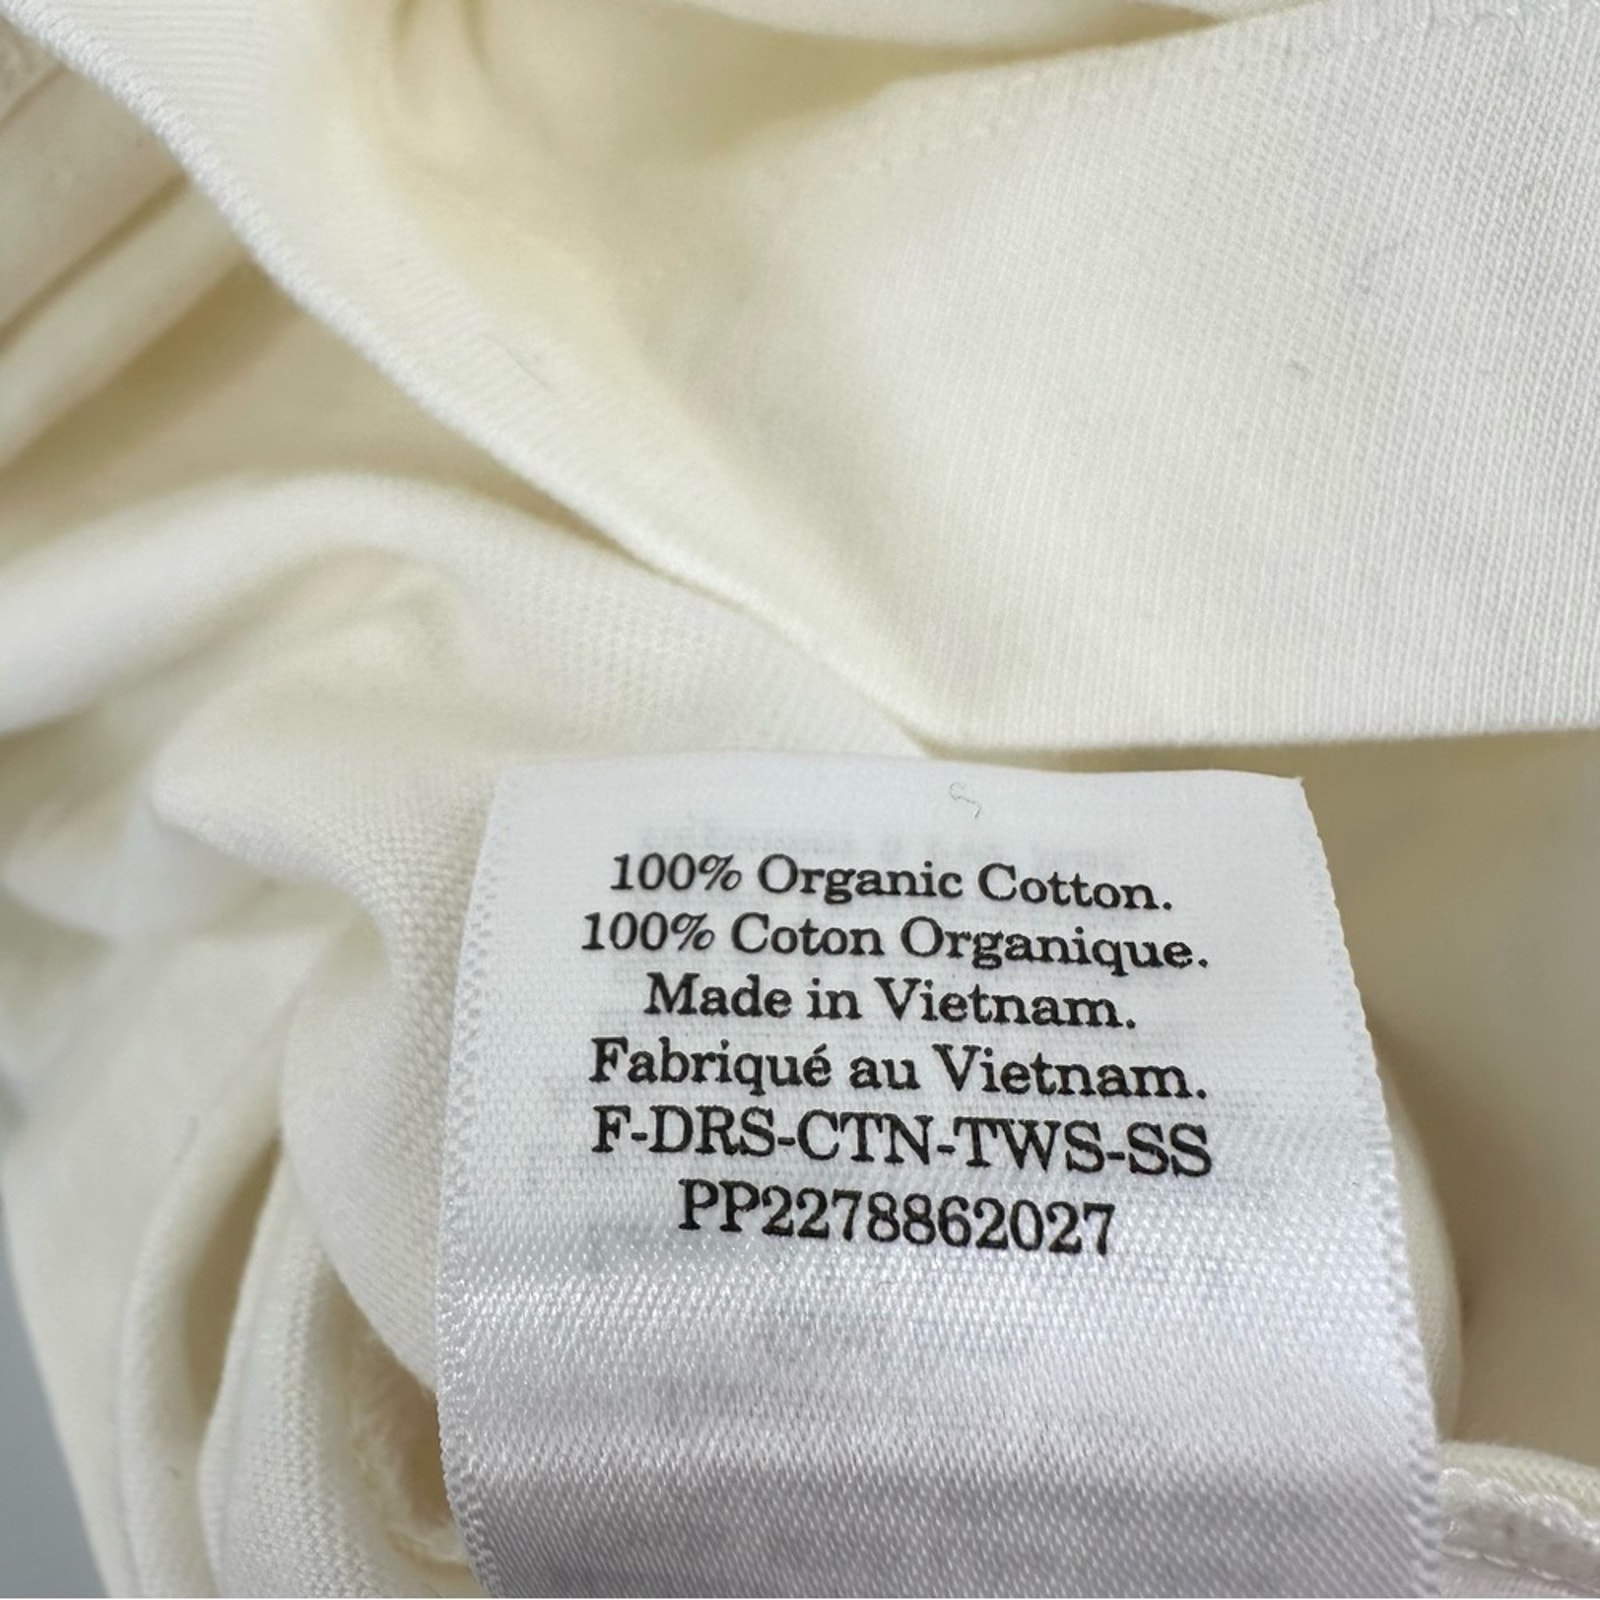 100% Organic Cotton.
100% Coton Organique.
Made in Vietnam.
Fabriqué au Vietnam.
F-DRS-CTN-TWS-SS
PP2278862027